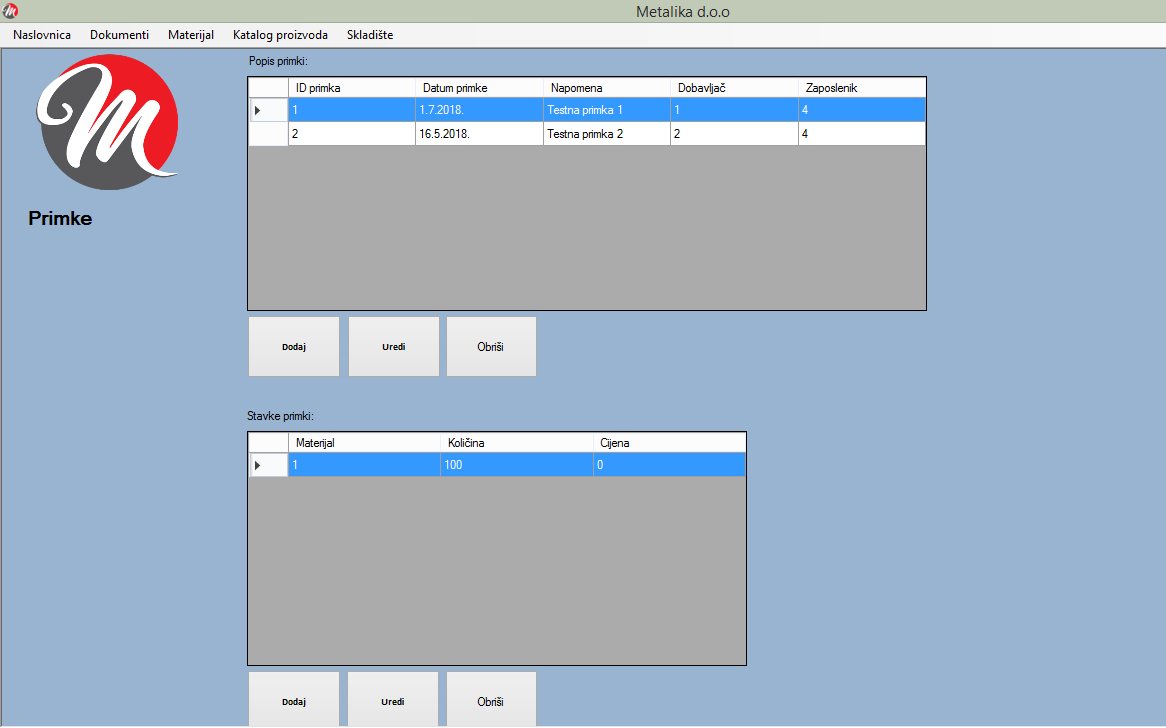 Metalika d.o.o
Naslovnica Dokumenti Materijal Katalog proizvoda Skladište
Popis primki:
ID primka Datum primke Napomena Dobavljač Zaposlenik
1 1.7.2018. Testna primka 1 1 4
2 16.5.2018. Testna primka 2 2 4
Primke
Dodaj Uredi Obriši
Stavke primki:
Materijal Količina Cijena
1 100 0
Dodaj Uredi Obriši